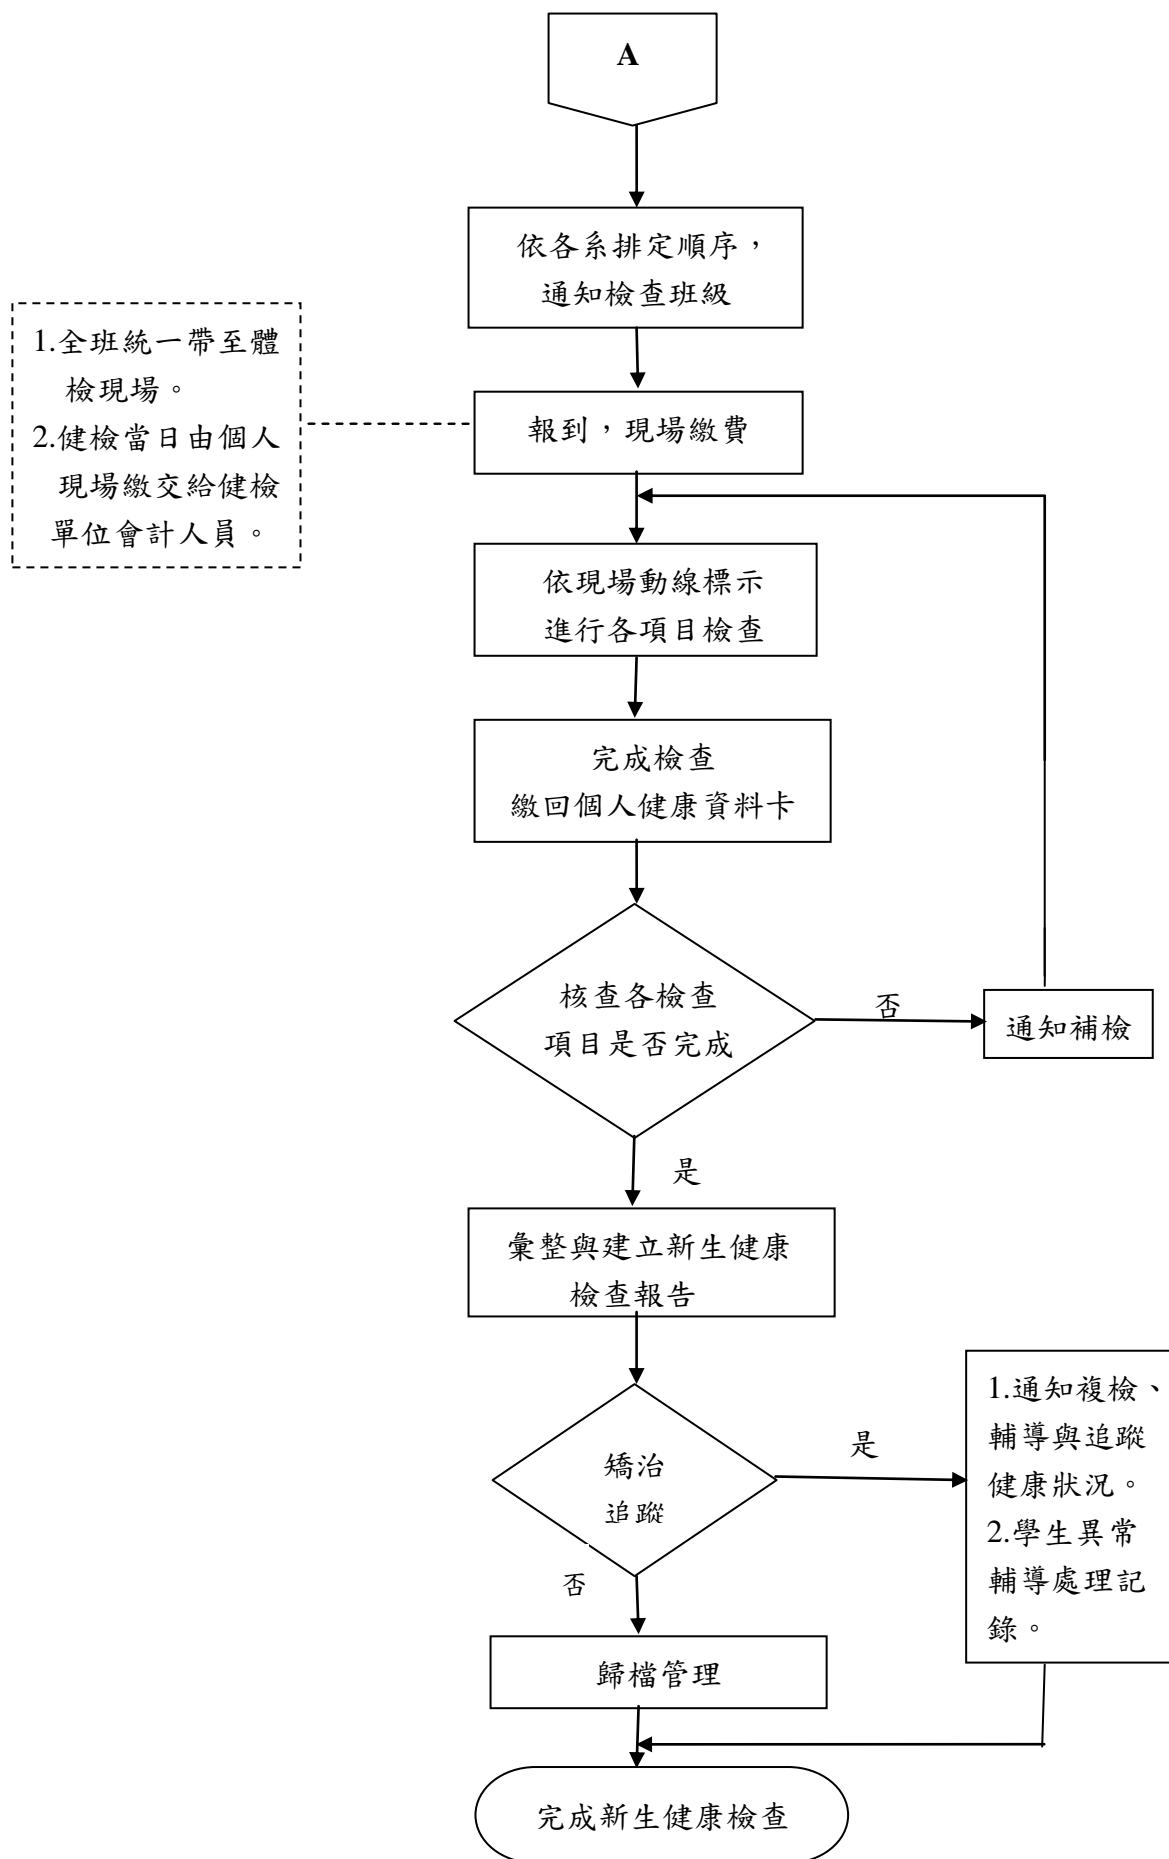 A
依各系排定順序，
通知檢查班級
1.全班統一帶至體
檢現場。
2.健檢當日由個人
現場繳交給健檢
單位會計人員。
報到，現場繳費
依現場動線標示
進行各項目檢查
完成檢查
繳回個人健康資料卡
核查各檢查
項目是否完成
否
通知補檢
是
彙整與建立新生健康
檢查報告
矯治
追蹤
是
1.通知複檢、
輔導與追蹤
健康狀況。
2.學生異常
輔導處理記
錄。
否
歸檔管理
完成新生健康檢查